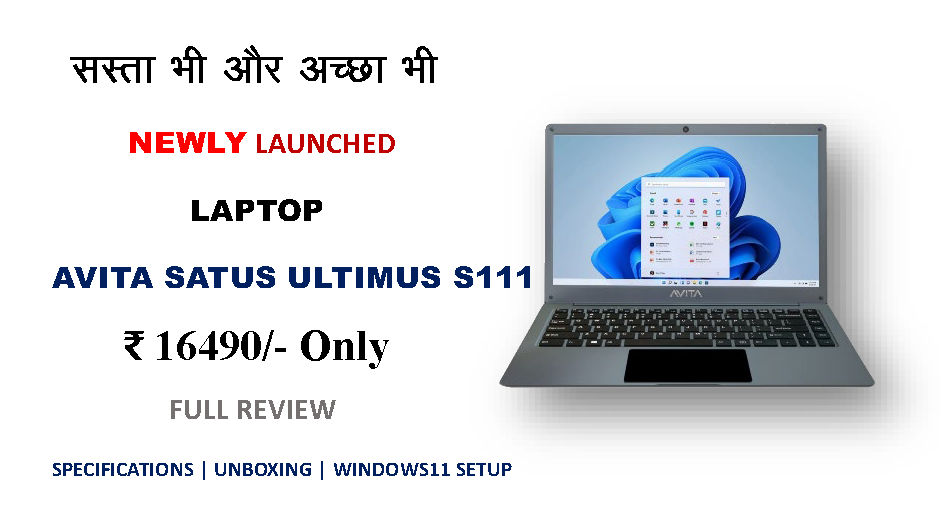 सस्ता भी और अच्छा भी
NEWLY LAUNCHED
LAPTOP
AVITA SATUS ULTIMUS S111
₹ 16490/- Only
FULL REVIEW
SPECIFICATIONS | UNBOXING | WINDOWS11 SETUP
AVITA